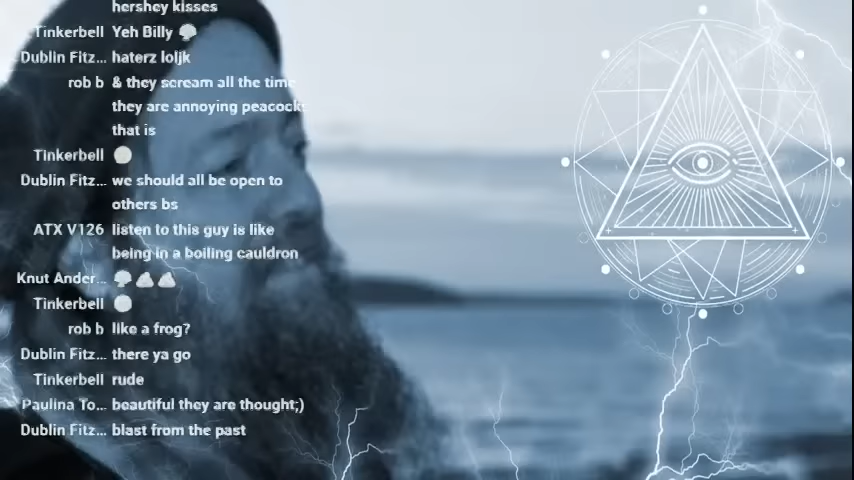 hershey kisses
Tinkerbell Yeh Billy
Dublin Fitz... haterz loljk
rob b & they scream all the time
they are annoying peacocks
that is
Tinkerbell
Dublin Fitz... we should all be open to
others bs
ATX V126 listen to this guy is like
being in a boiling cauldron
Knut Ander...
Tinkerbell
rob b like a frog?
Dublin Fitz... there ya go
Tinkerbell rude
Paulina To... beautiful they are thought;)
Dublin Fitz... blast from the past